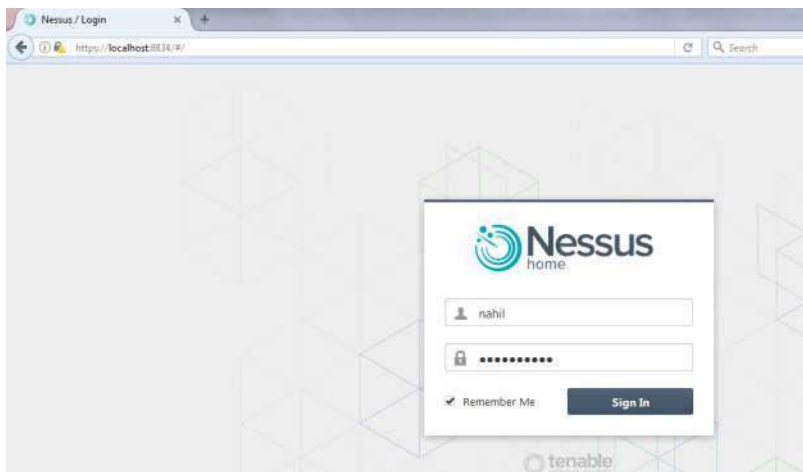 Nessus / Login
https://localhost:8834/#/
Search
Nessus
home
nahil
••••••••••
Remember Me
Sign In
tenable